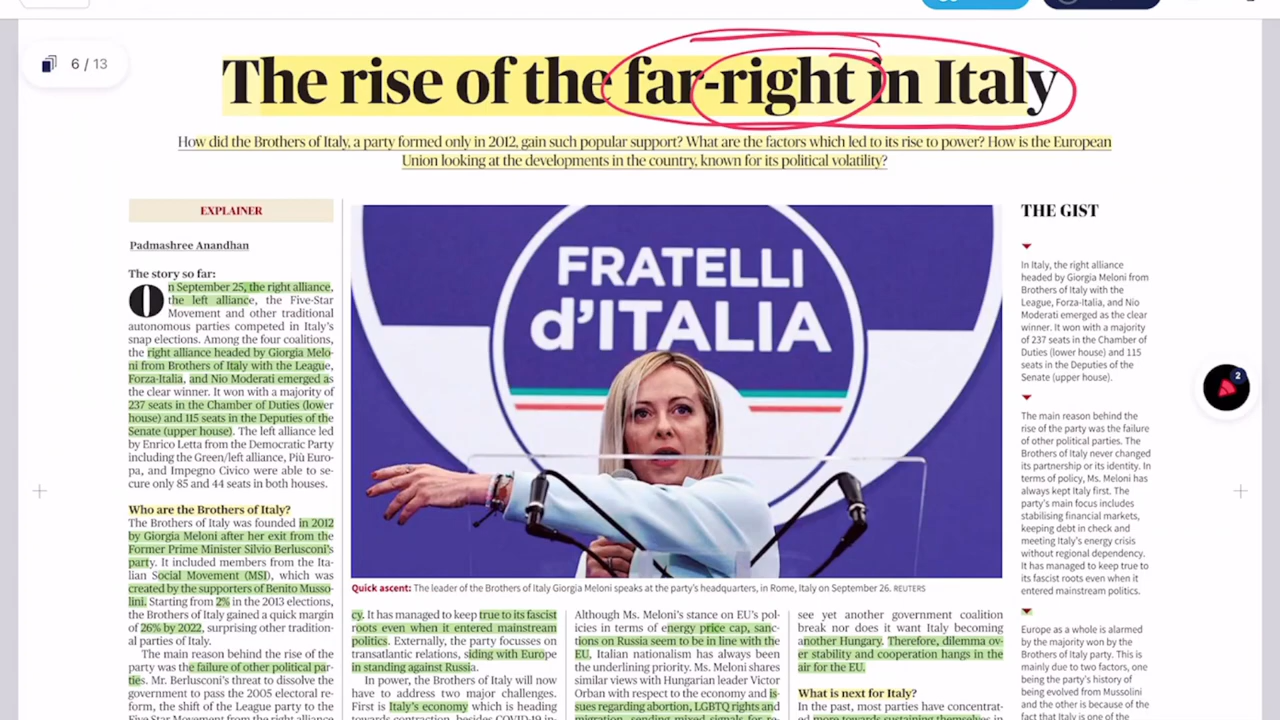 6 / 13
The rise of the far-right in Italy
How did the Brothers of Italy, a party formed only in 2012, gain such popular support? What are the factors which led to its rise to power? How is the European
Union looking at the developments in the country, known for its political volatility?
EXPLAINER
Padmashree Anandhan
The story so far:
On September 25, the right alliance,
the left alliance, the Five-Star
Movement and other traditional
autonomous parties competed in Italy's
snap elections. Among the four coalitions,
the right alliance headed by Giorgia Melo-
ni from Brothers of Italy with the League,
Forza-Italia, and Nio Moderati emerged as
the clear winner. It won with a majority of
237 seats in the Chamber of Duties (lower
house) and 115 seats in the Deputies of the
Senate (upper house). The left alliance led
by Enrico Letta from the Democratic Party
including the Green/left alliance, Più Euro-
pa, and Impegno Civico were able to se-
cure only 85 and 44 seats in both houses.
Who are the Brothers of Italy?
The Brothers of Italy was founded in 2012
by Giorgia Meloni after her exit from the
Former Prime Minister Silvio Berlusconi's
party. It included members from the Ita-
lian Social Movement (MSI), which was
created by the supporters of Benito Musso-
lini. Starting from 2% in the 2013 elections,
the Brothers of Italy gained a quick margin
of 26% by 2022, surprising other tradition-
al parties of Italy.
The main reason behind the rise of the
party was the failure of other political par-
ties. Mr. Berlusconi's threat to dissolve the
government to pass the 2005 electoral re-
form, the shift of the League party to the
Five Star Movement from the right alliance
FRATELLI
d'ITALIA
Quick ascent: The leader of the Brothers of Italy Giorgia Meloni speaks at the party's headquarters, in Rome, Italy on September 26. REUTERS
cy. It has managed to keep true to its fascist
roots even when it entered mainstream
politics. Externally, the party focusses on
transatlantic relations, siding with Europe
in standing against Russia.
In power, the Brothers of Italy will now
have to address two major challenges.
First is Italy's economy which is heading
towards contraction, besides COVID-19 in-
Although Ms. Meloni's stance on EU's pol-
icies in terms of energy price cap, sanc-
tions on Russia seem to be in line with the
EU, Italian nationalism has always been
the underlining priority. Ms. Meloni shares
similar views with Hungarian leader Victor
Orban with respect to the economy and is-
sues regarding abortion, LGBTQ rights and
migration, sending mixed signals for re-
see yet another government coalition
break nor does it want Italy becoming
another Hungary. Therefore, dilemma ov-
er stability and cooperation hangs in the
air for the EU.
What is next for Italy?
In the past, most parties have concentrat-
ed more towards sustaining themselves in
THE GIST
In Italy, the right alliance
headed by Giorgia Meloni from
Brothers of Italy with the
League, Forza-Italia, and Nio
Moderati emerged as the clear
winner. It won with a majority
of 237 seats in the Chamber of
Duties (lower house) and 115
seats in the Deputies of the
Senate (upper house).
The main reason behind the
rise of the party was the failure
of other political parties. The
Brothers of Italy never changed
its partnership or its identity. In
terms of policy, Ms. Meloni has
always kept Italy first. The
party's main focus includes
stabilising financial markets,
keeping debt in check and
meeting Italy's energy crisis
without regional dependency.
It has managed to keep true to
its fascist roots even when it
entered mainstream politics.
Europe as a whole is alarmed
by the majority won by the
Brothers of Italy party. This is
mainly due to two factors, one
being the party's history of
being evolved from Mussolini
and the other is because of the
fact that Italy is one of the
2